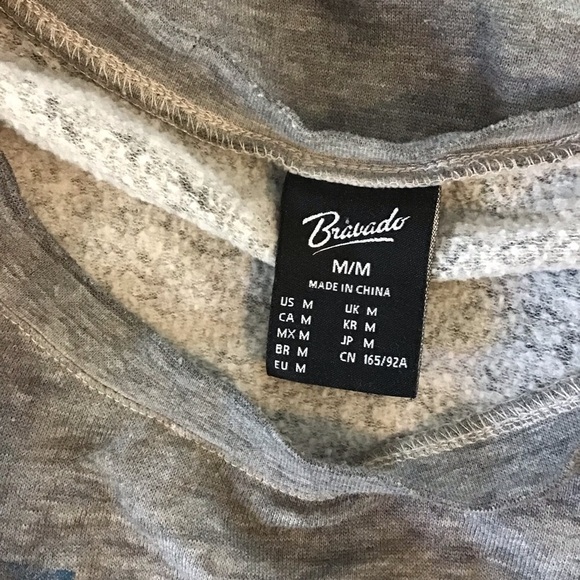 Bravado
M/M
MADE IN CHINA
US M
CA M
MX M
BR M
EU M
UK M
KR M
JP M
CN 165/92A